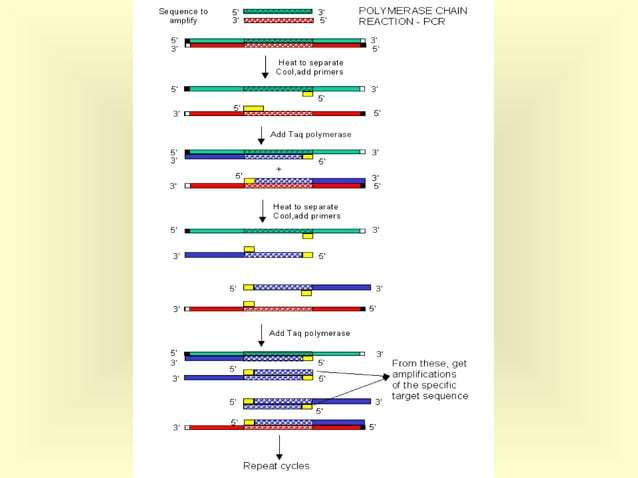 Sequence to 5' 3' POLYMERASE CHAIN
amplify 3' 5' REACTION - PCR
5' 3'
3' 5'
Heat to separate
Cool,add primers
5' 3'
5'
5'
3' 5'
Add Taq polymerase
5' 3'
3' 5'
+
5' 3'
3' 5'
Heat to separate
Cool,add primers
5' 3'
3' 5'
5' 3'
3' 5'
Add Taq polymerase
5' 3'
3' 5'
From these, get
5' amplifications
3' 5' of the specific
target sequence
5' 3'
5'
5'
3' 5'
Repeat cycles